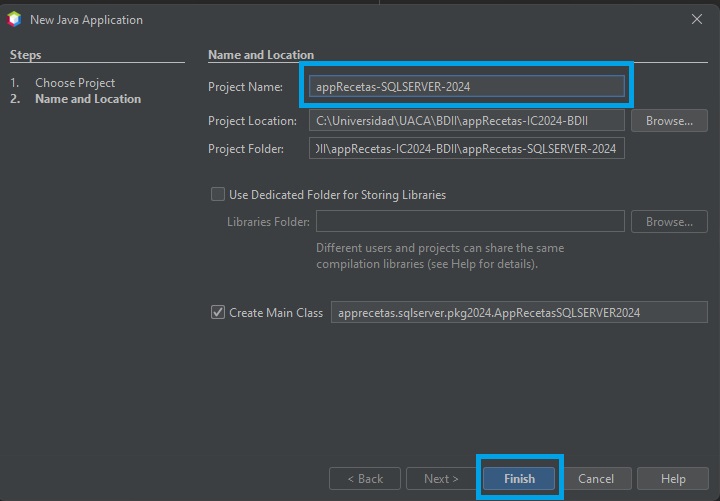 New Java Application
Steps
1. Choose Project
2. Name and Location
Name and Location
Project Name: appRecetas-SQLSERVER-2024
Project Location: C:\Universidad\UACA\BDII\appRecetas-IC2024-BDII Browse...
Project Folder: )II\appRecetas-IC2024-BDII\appRecetas-SQLSERVER-2024
Use Dedicated Folder for Storing Libraries
Libraries Folder: Browse...
Different users and projects can share the same
compilation libraries (see Help for details).
Create Main Class apprecetas.sqlserver.pkg2024.AppRecetasSQLSERVER2024
< Back Next > Finish Cancel Help